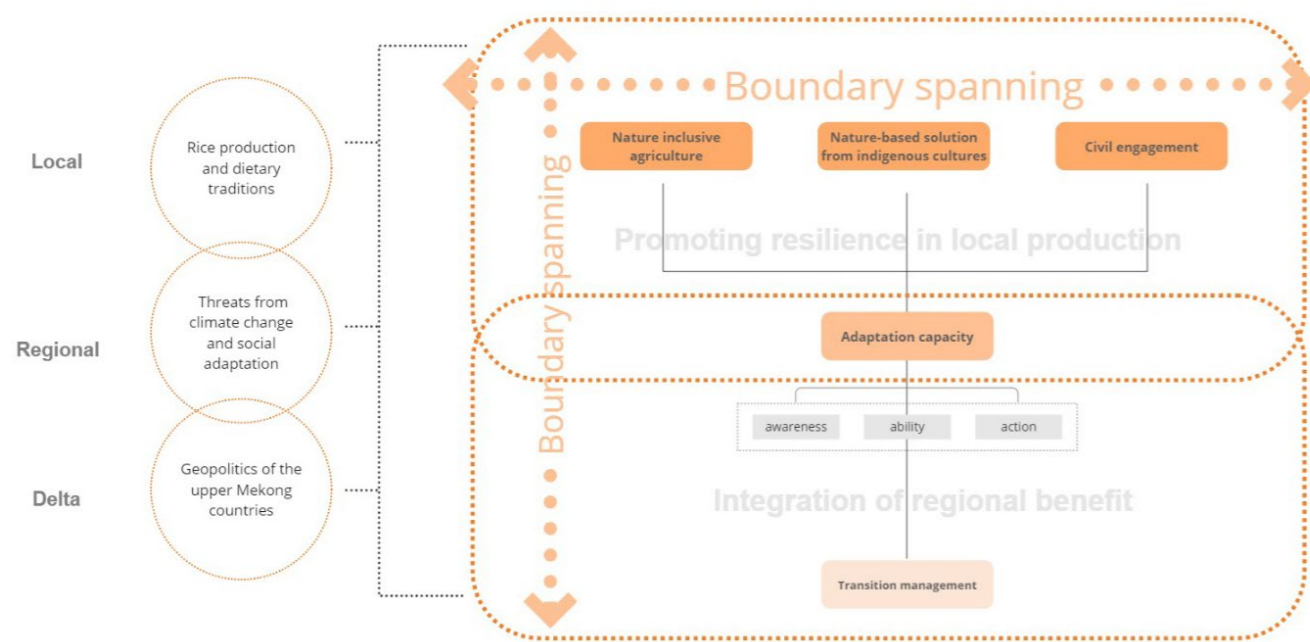 Local
Rice production
and dietary
traditions
Regional
Threats from
climate change
and social
adaptation
Delta
Geopolitics of the
upper Mekong
countries
Boundary spanning
Boundary spanning
Nature inclusive
agriculture
Nature-based solution
from indigenous cultures
Civil engagement
Promoting resilience in local production
Adaptation capacity
awareness
ability
action
Integration of regional benefit
Transition management